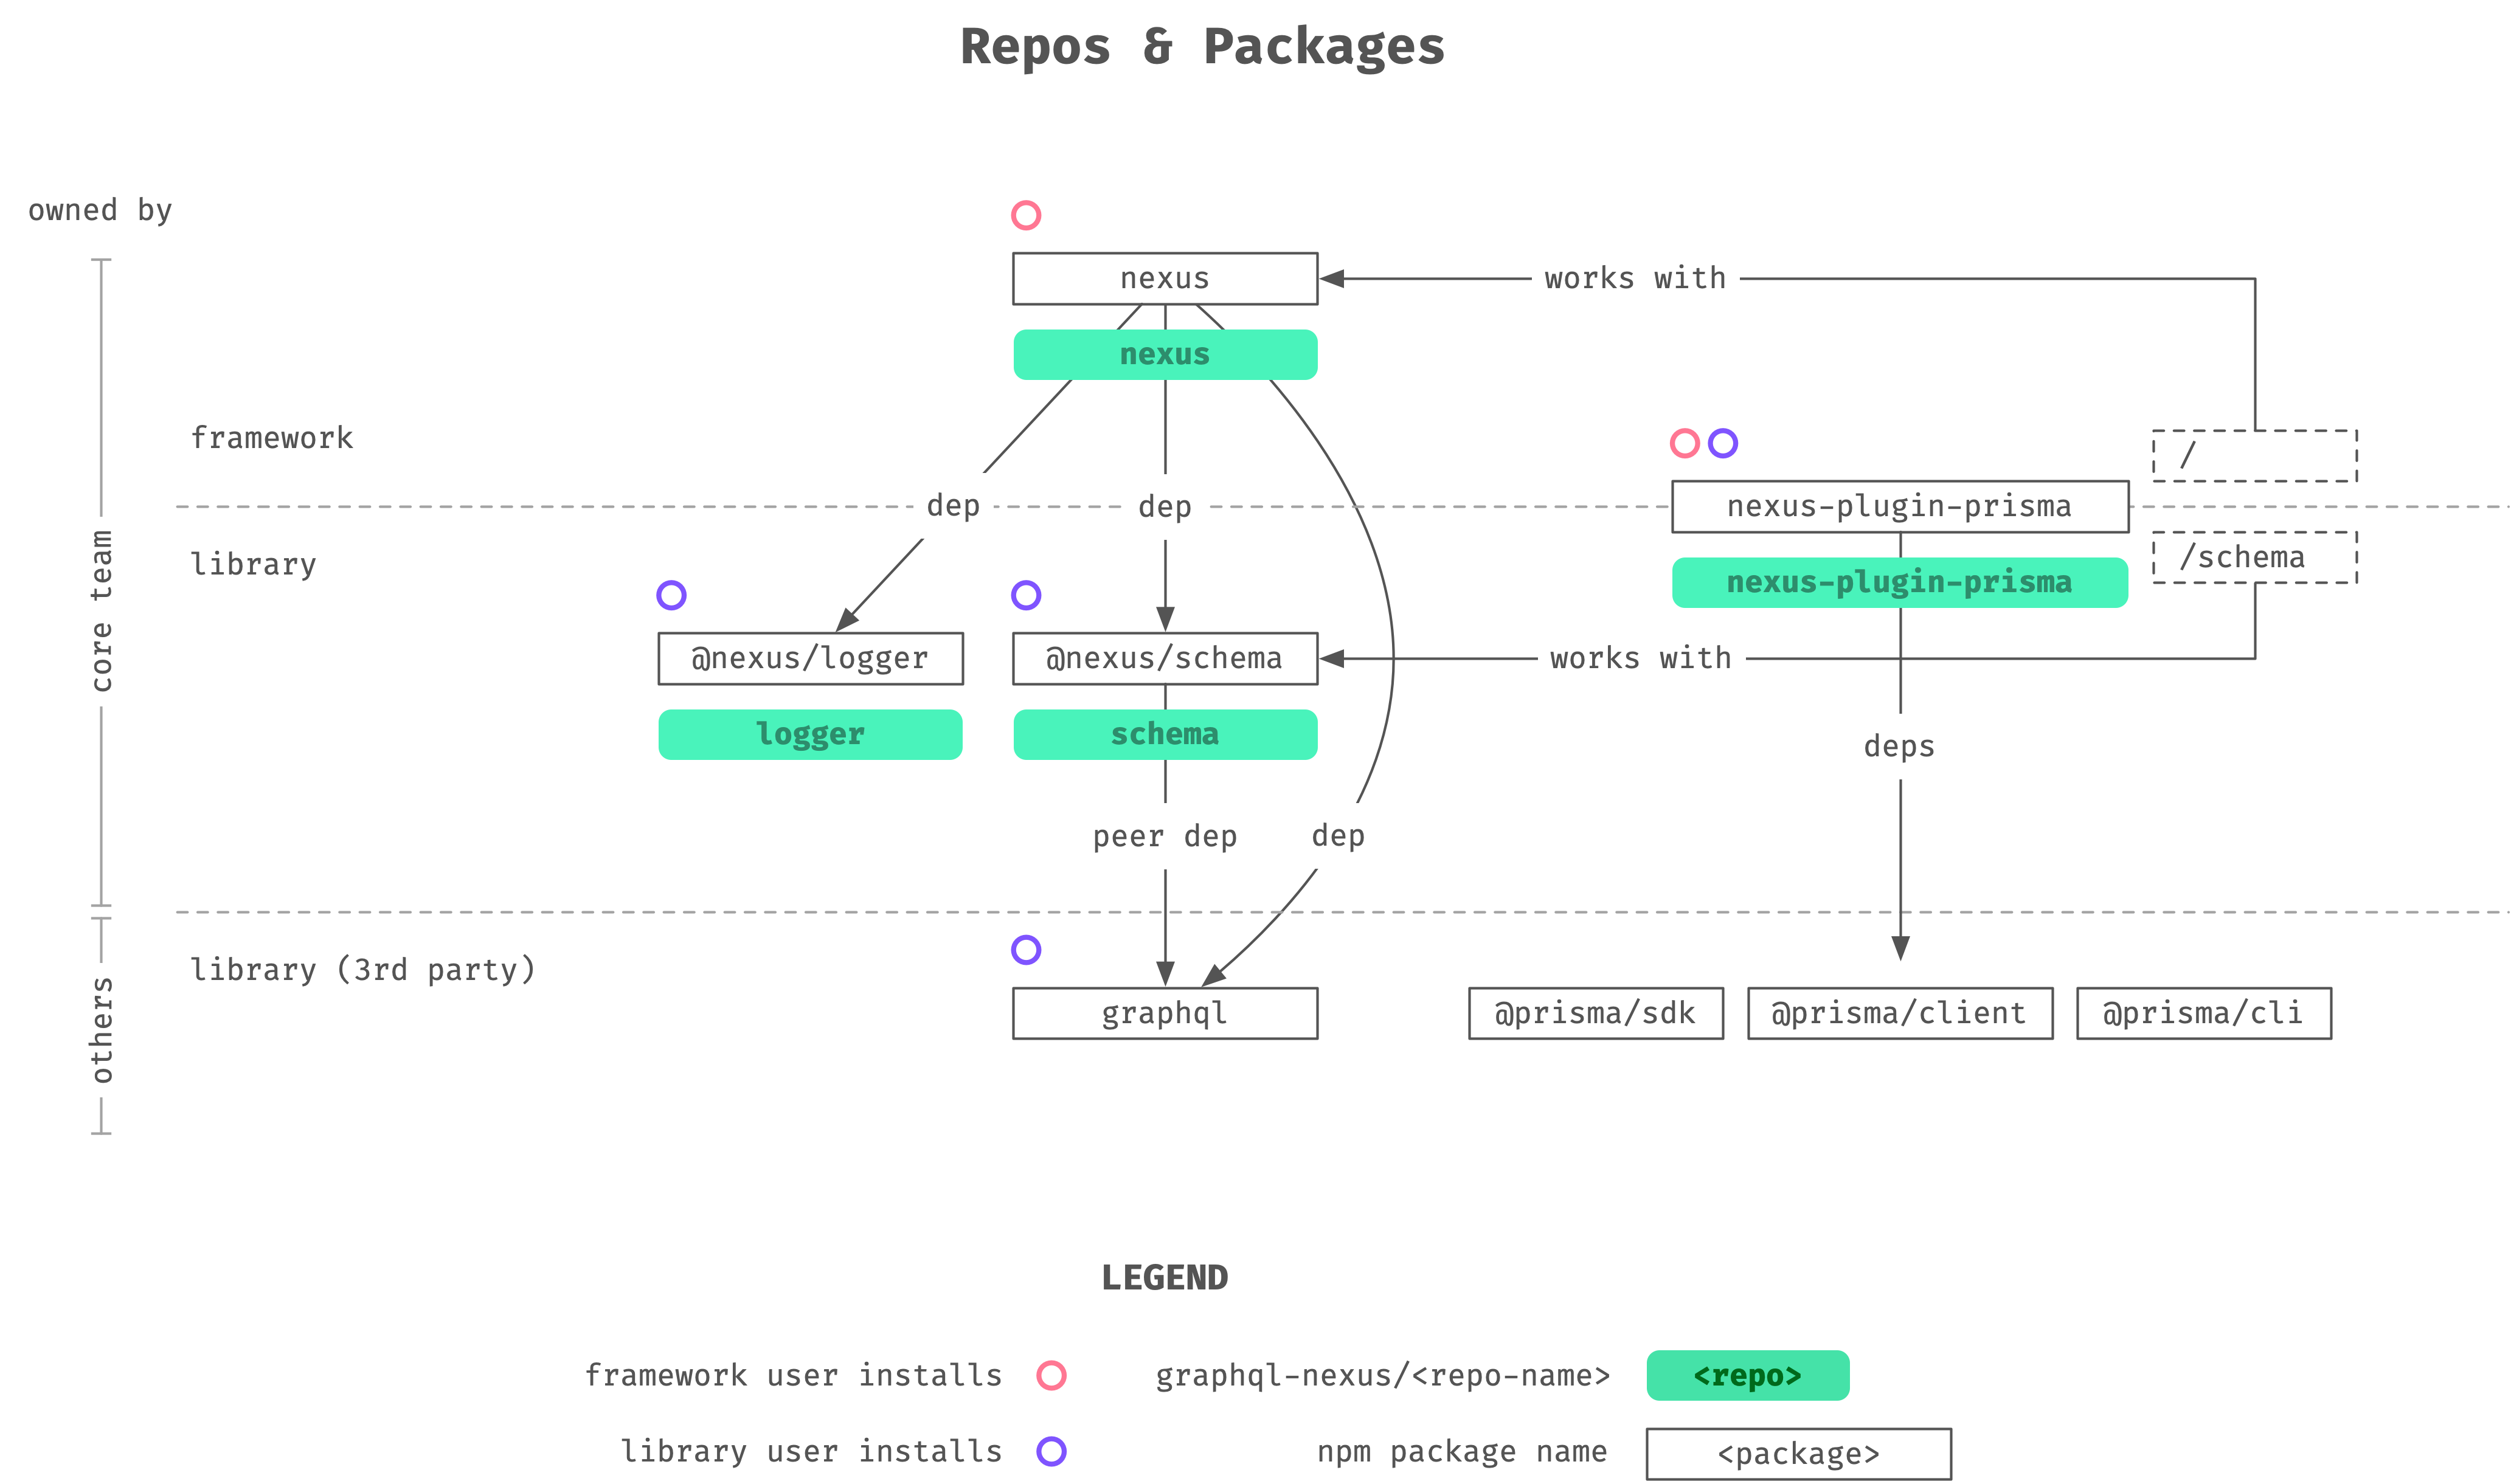 Repos & Packages
owned by
nexus
works with
nexus
framework
/
dep
dep
nexus-plugin-prisma
core team
library
/schema
nexus-plugin-prisma
@nexus/logger
@nexus/schema
works with
logger
schema
deps
peer dep
dep
others
library (3rd party)
graphql
@prisma/sdk
@prisma/client
@prisma/cli
LEGEND
framework user installs
graphql-nexus/<repo-name>
<repo>
library user installs
npm package name
<package>